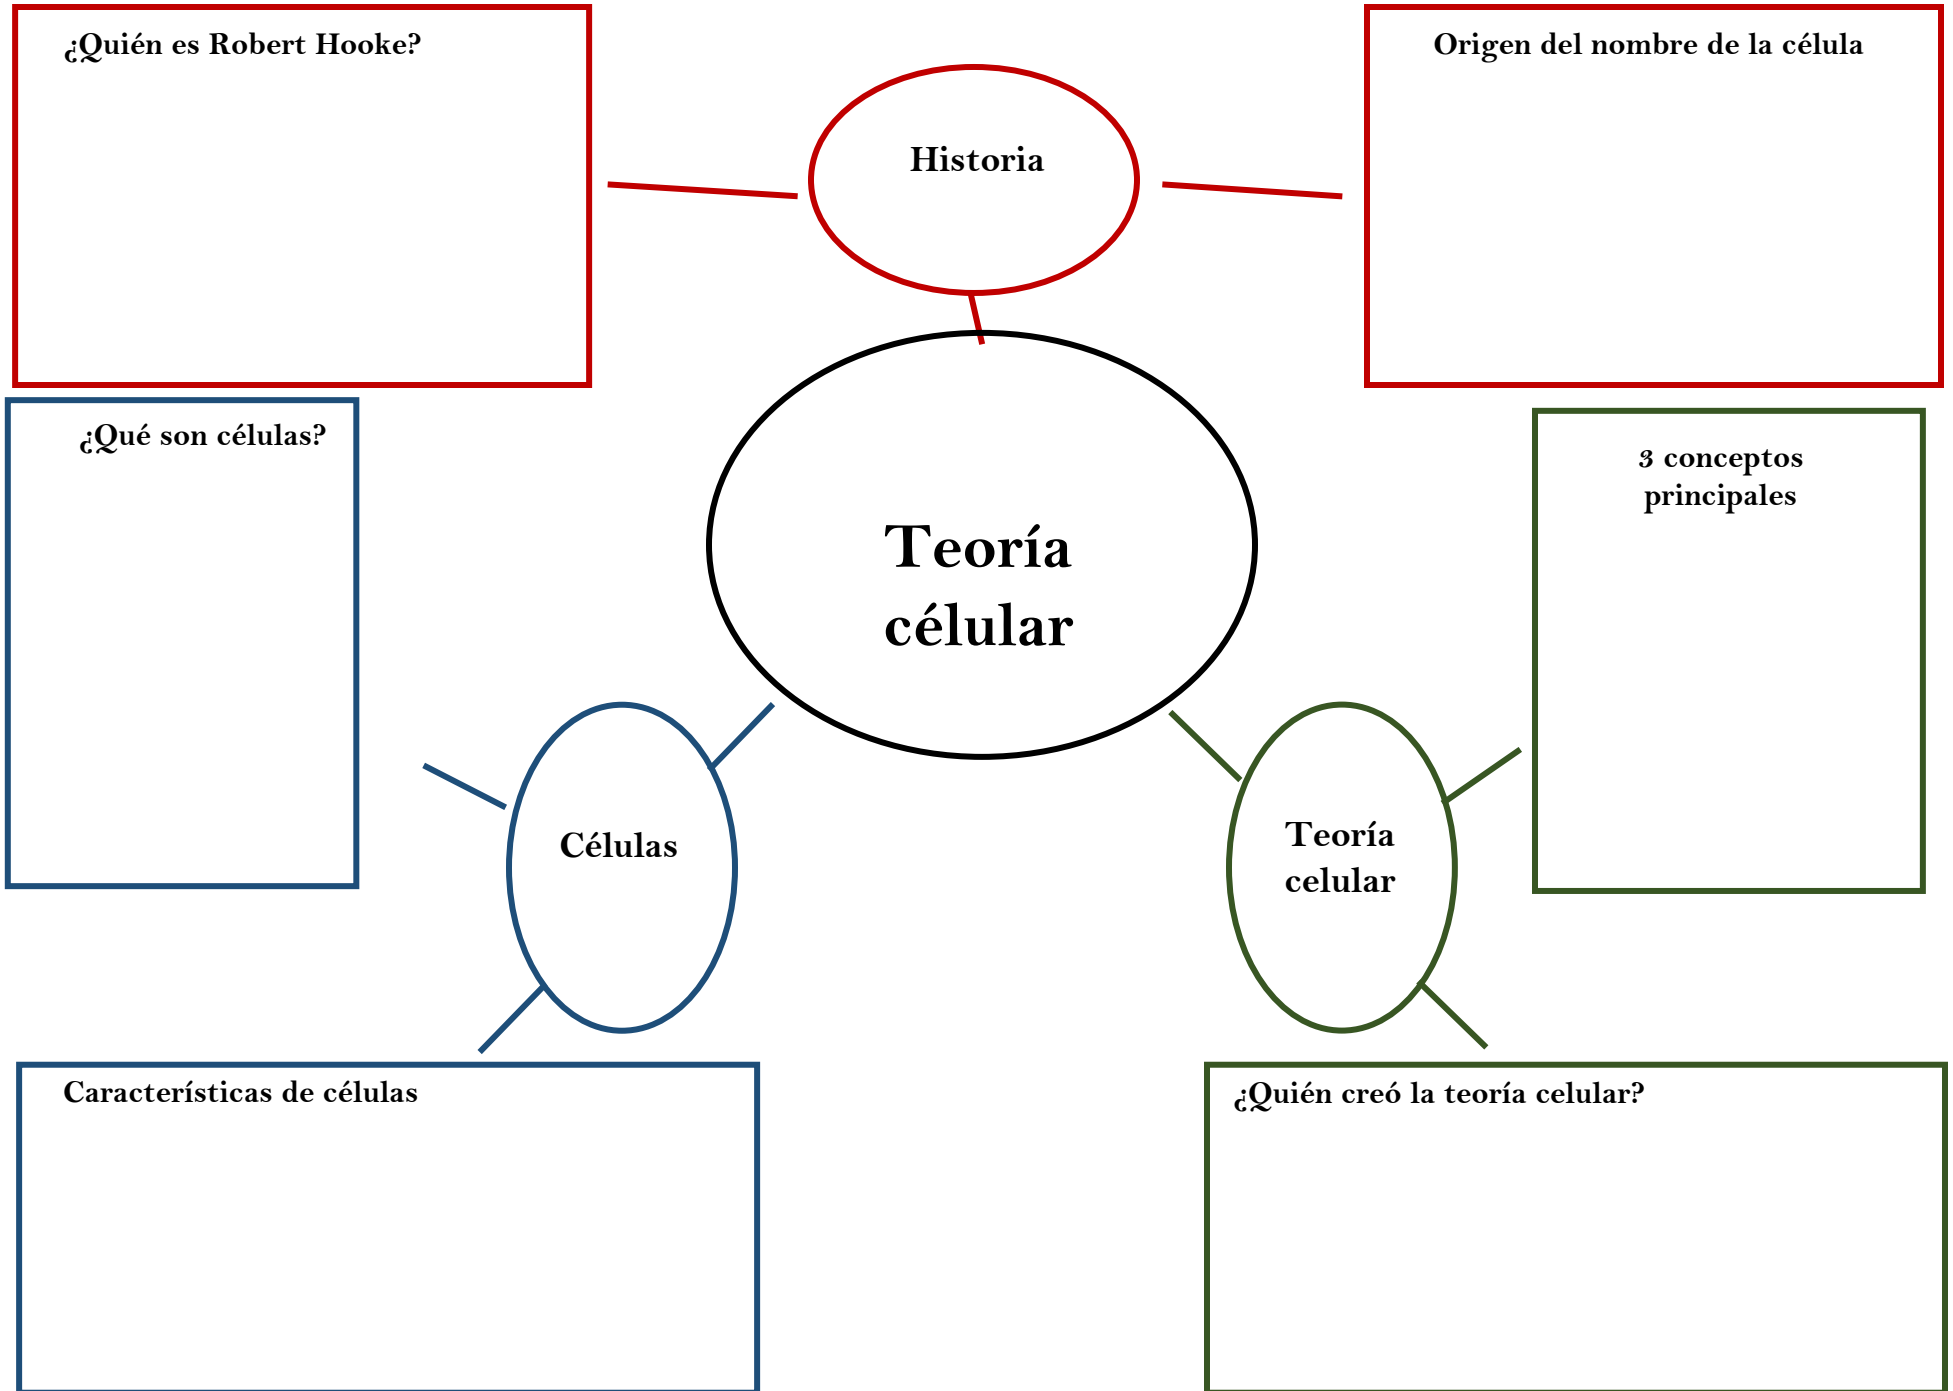 ¿Quién es Robert Hooke?
Origen del nombre de la célula
Historia
¿Qué son células?
3 conceptos
principales
Teoría
célular
Células
Teoría
celular
Características de células
¿Quién creó la teoría celular?